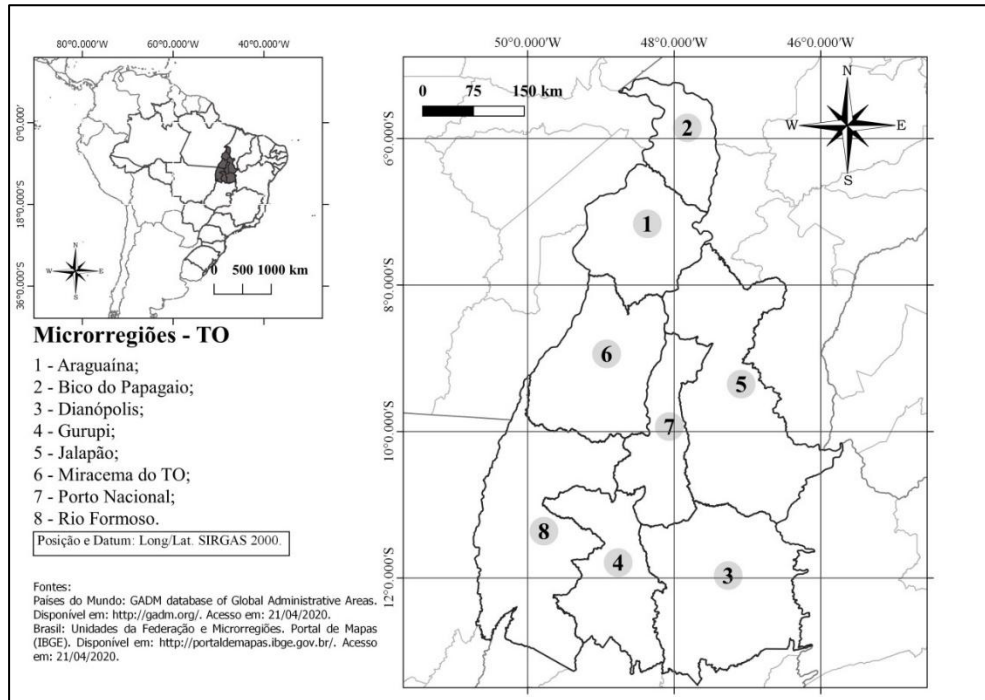 80°0.000'W 60°0.000'W 40°0.000'W
0°0.000'
18°0.000'S
36°0.000'S
N
W E
S
0 500 1000 km
Microrregiões - TO
1 - Araguaína;
2 - Bico do Papagaio;
3 - Dianópolis;
4 - Gurupi;
5 - Jalapão;
6 - Miracema do TO;
7 - Porto Nacional;
8 - Rio Formoso.
Posição e Datum: Long/Lat. SIRGAS 2000.
Fontes:
Países do Mundo: GADM database of Global Administrative Areas.
Disponível em: http://gadm.org/. Acesso em: 21/04/2020.
Brasil: Unidades da Federação e Microrregiões. Portal de Mapas
(IBGE). Disponível em: http://portaldemapas.ibge.gov.br/. Acesso
em: 21/04/2020.
50°0.000'W 48°0.000'W 46°0.000'W
0 75 150 km
N
W E
S
6°0.000'S
8°0.000'S
10°0.000'S
12°0.000'S
2
1
6
5
7
8
4
3